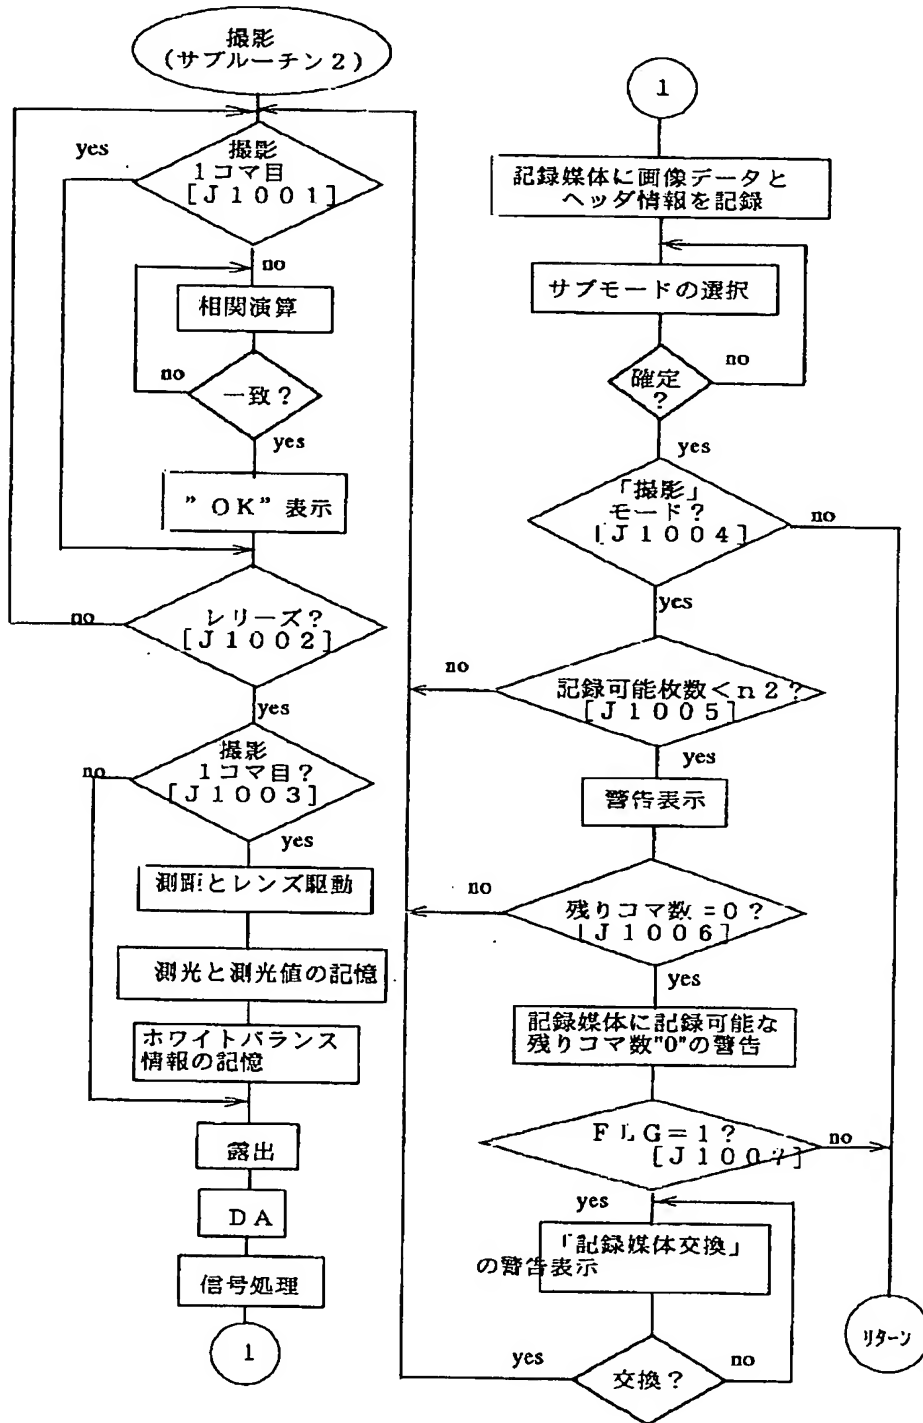 撮影
(サブルーチン2)
yes
撮影
1コマ目
[J1001]
no
相関演算
no
一致?
yes
"OK"表示
no
レリーズ?
[J1002]
yes
撮影
1コマ目?
[J1003]
no
yes
測距とレンズ駆動
測光と測光値の記憶
ホワイトバランス
情報の記憶
露出
DA
信号処理
1
1
記録媒体に画像データと
ヘッダ情報を記録
サブモードの選択
no
確定
?
yes
「撮影」
モード?
[J1004]
no
yes
no
記録可能枚数<n2?
[J1005]
yes
警告表示
no
残りコマ数=0?
[J1006]
yes
記録媒体に記録可能な
残りコマ数"0"の警告
FLG=1?
[J1007]
no
yes
「記録媒体交換」
の警告表示
yes
交換?
no
リターン